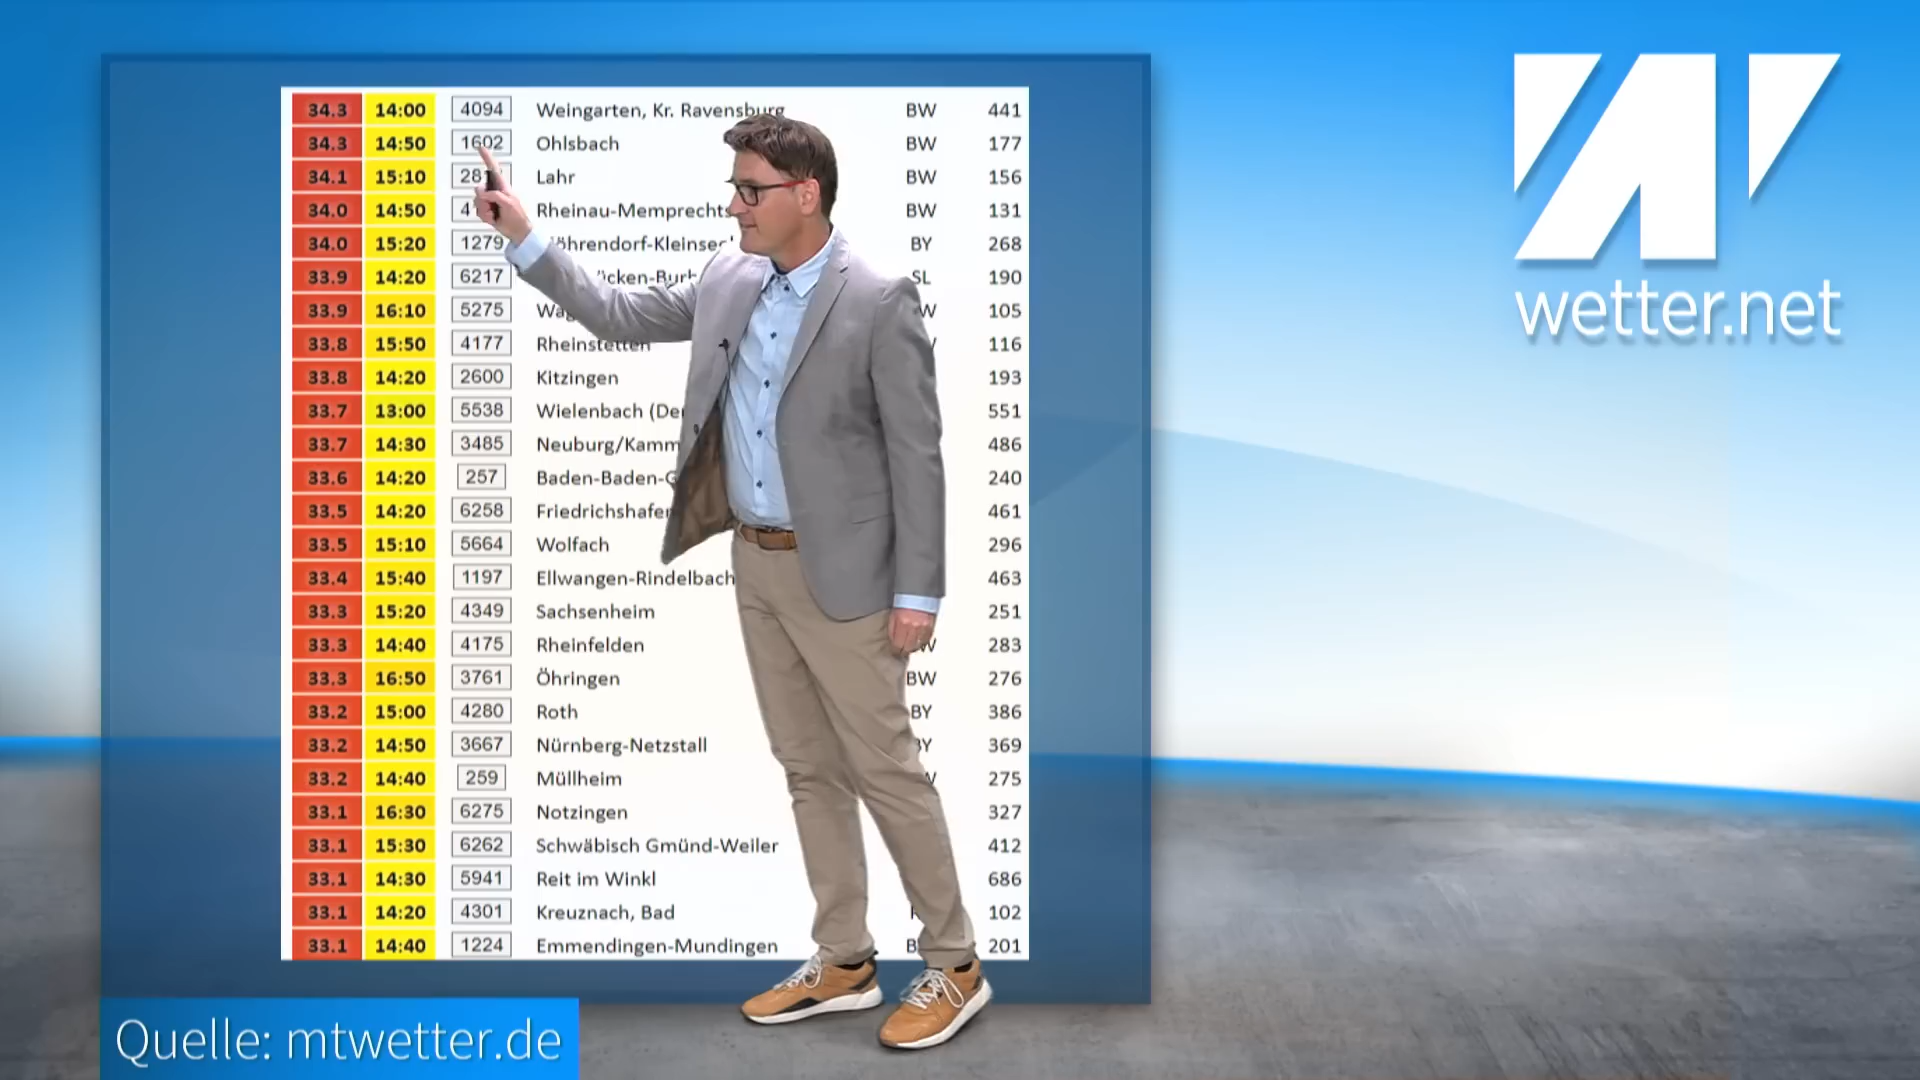 34.3 14:00 4094 Weingarten, Kr. Ravensburg BW 441
34.3 14:50 1602 Ohlsbach BW 177
34.1 15:10 Lahr BW 156
34.0 14:50 BW 131
34.0 15:20 1279 BY 268
33.9 14:20 6217 SL 190
33.9 16:10 5275 105
33.8 15:50 4177 Rheinstetten 116
33.8 14:20 2600 Kitzingen 193
33.7 13:00 5538 Wielenbach 551
33.7 14:30 3485 486
33.6 14:20 257 240
33.5 14:20 6258 461
33.5 15:10 5664 Wolfach 296
33.4 15:40 1197 Ellwangen-Rindelbach 463
33.3 15:20 4349 Sachsenheim 251
33.3 14:40 4175 Rheinfelden 283
33.3 16:50 3761 Öhringen BW 276
33.2 15:00 4280 Roth BY 386
33.2 14:50 3667 Nürnberg-Netzstall 369
33.2 14:40 259 Müllheim 275
33.1 16:30 6275 Notzingen 327
33.1 15:30 6262 Schwäbisch Gmünd-Weiler 412
33.1 14:30 5941 Reit im Winkl 686
33.1 14:20 4301 Kreuznach, Bad 102
33.1 14:40 1224 Emmendingen-Mundingen 201
wetter.net
Quelle: mtwetter.de